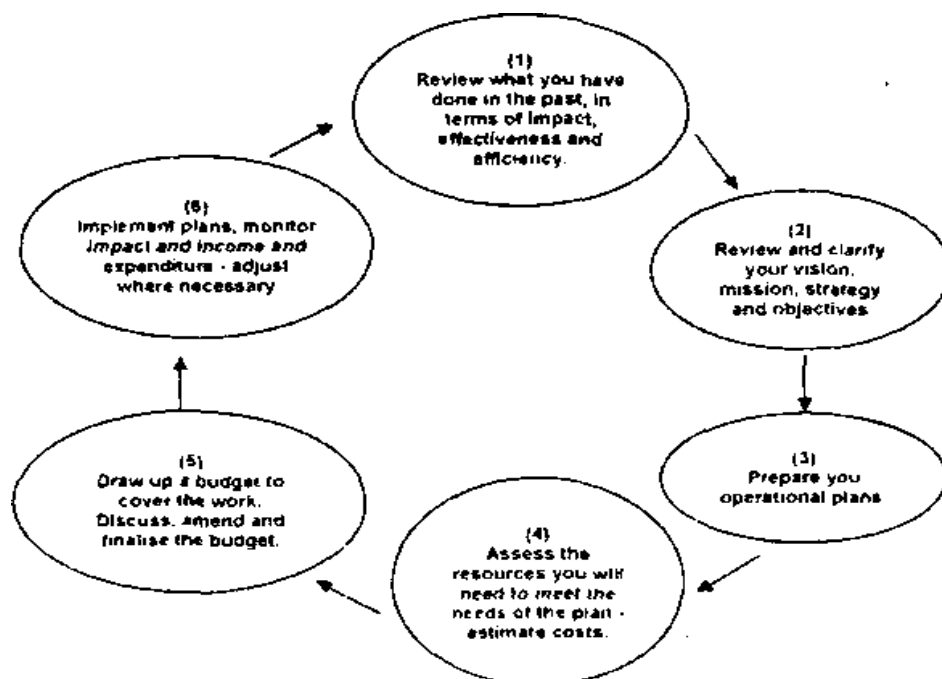 (1)
Review what you have
done in the past, in
terms of impact,
effectiveness and
efficiency.
(2)
Review and clarify
your vision,
mission, strategy
and objectives
(3)
Prepare you
operational plans
(4)
Assess the
resources you will
need to meet the
needs of the plan -
estimate costs.
(5)
Draw up a budget to
cover the work.
Discuss, amend and
finalise the budget.
(6)
Implement plans, monitor
impact and income and
expenditure - adjust
where necessary